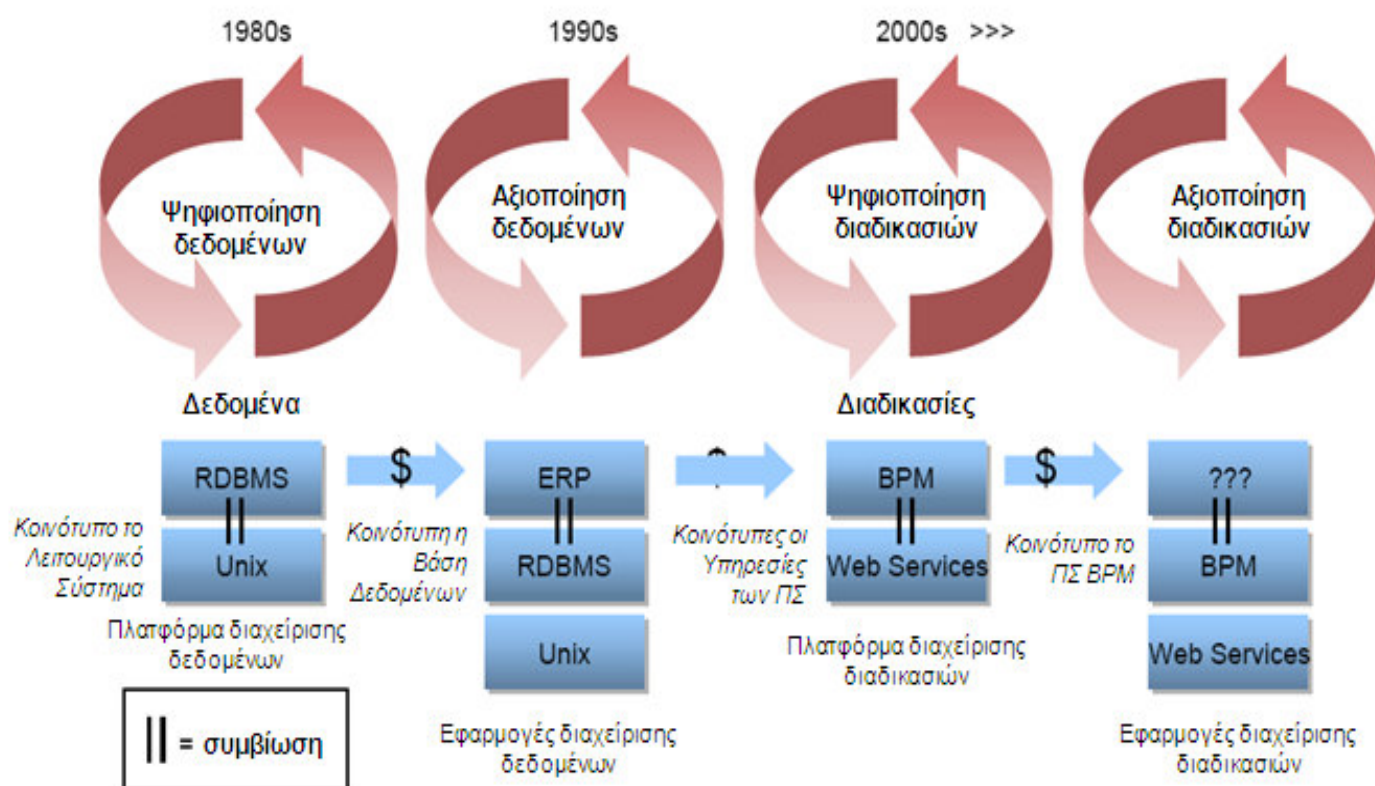 1980s
1990s
2000s >>>
Ψηφιοποίηση
δεδομένων
Αξιοποίηση
δεδομένων
Ψηφιοποίηση
διαδικασιών
Αξιοποίηση
διαδικασιών
Δεδομένα
Διαδικασίες
RDBMS
Unix
Κοινότυπο το
Λειτουργικό
Σύστημα
Πλατφόρμα διαχείρισης
δεδομένων
$
Κοινότυπη η
Βάση
Δεδομένων
ERP
RDBMS
Unix
Εφαρμογές διαχείρισης
δεδομένων
Κοινότυπες οι
Υπηρεσίες
των ΠΣ
BPM
Web Services
Πλατφόρμα διαχείρισης
διαδικασιών
$
Κοινότυπο το
ΠΣ BPM
???
BPM
Web Services
Εφαρμογές διαχείρισης
διαδικασιών
|| = συμβίωση